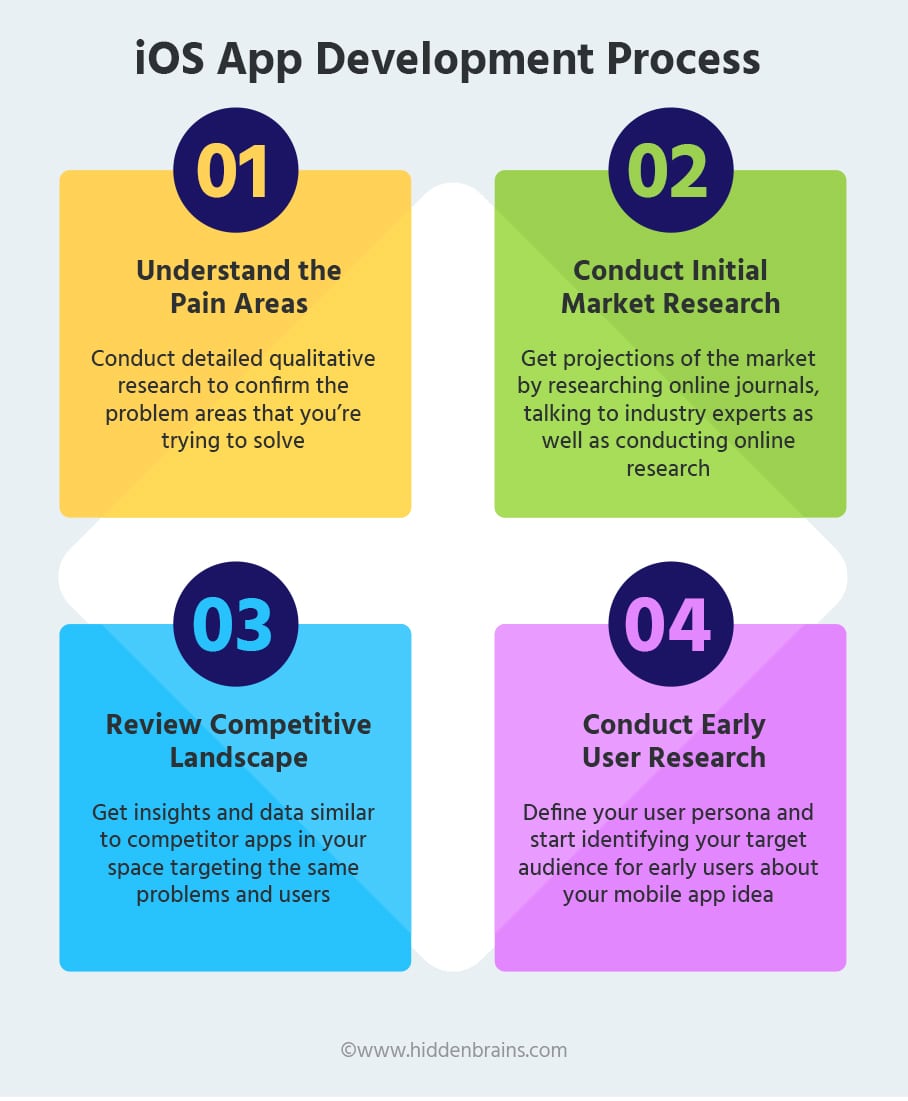 iOS App Development Process
01
Understand the
Pain Areas
Conduct detailed qualitative
research to confirm the
problem areas that you’re
trying to solve
02
Conduct Initial
Market Research
Get projections of the market
by researching online journals,
talking to industry experts as
well as conducting online
research
03
Review Competitive
Landscape
Get insights and data similar
to competitor apps in your
space targeting the same
problems and users
04
Conduct Early
User Research
Define your user persona and
start identifying your target
audience for early users about
your mobile app idea
©www.hiddenbrains.com